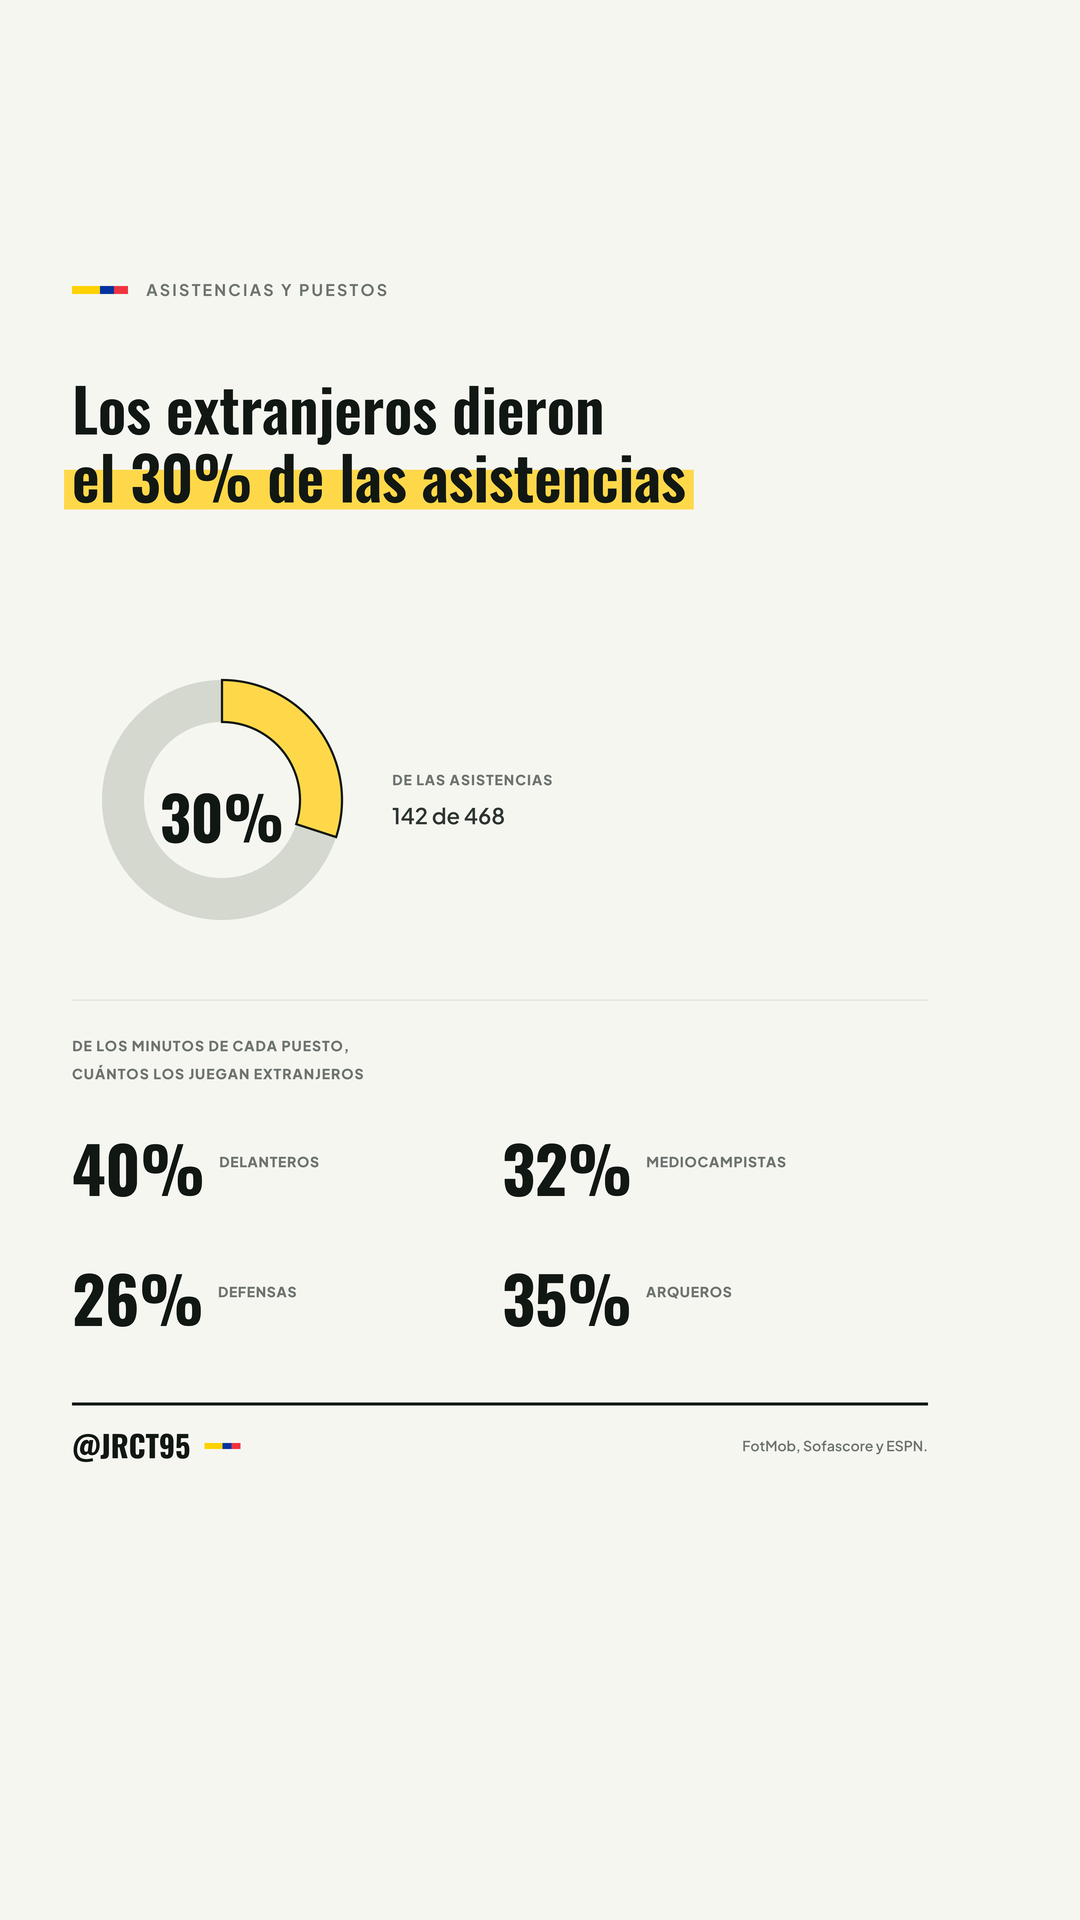 ASISTENCIAS Y PUESTOS
Los extranjeros dieron
el 30% de las asistencias
30%
DE LAS ASISTENCIAS
142 de 468
DE LOS MINUTOS DE CADA PUESTO,
CUÁNTOS LOS JUEGAN EXTRANJEROS
40% DELANTEROS
32% MEDIOCAMPISTAS
26% DEFENSAS
35% ARQUEROS
@JRCT95
FotMob, Sofascore y ESPN.